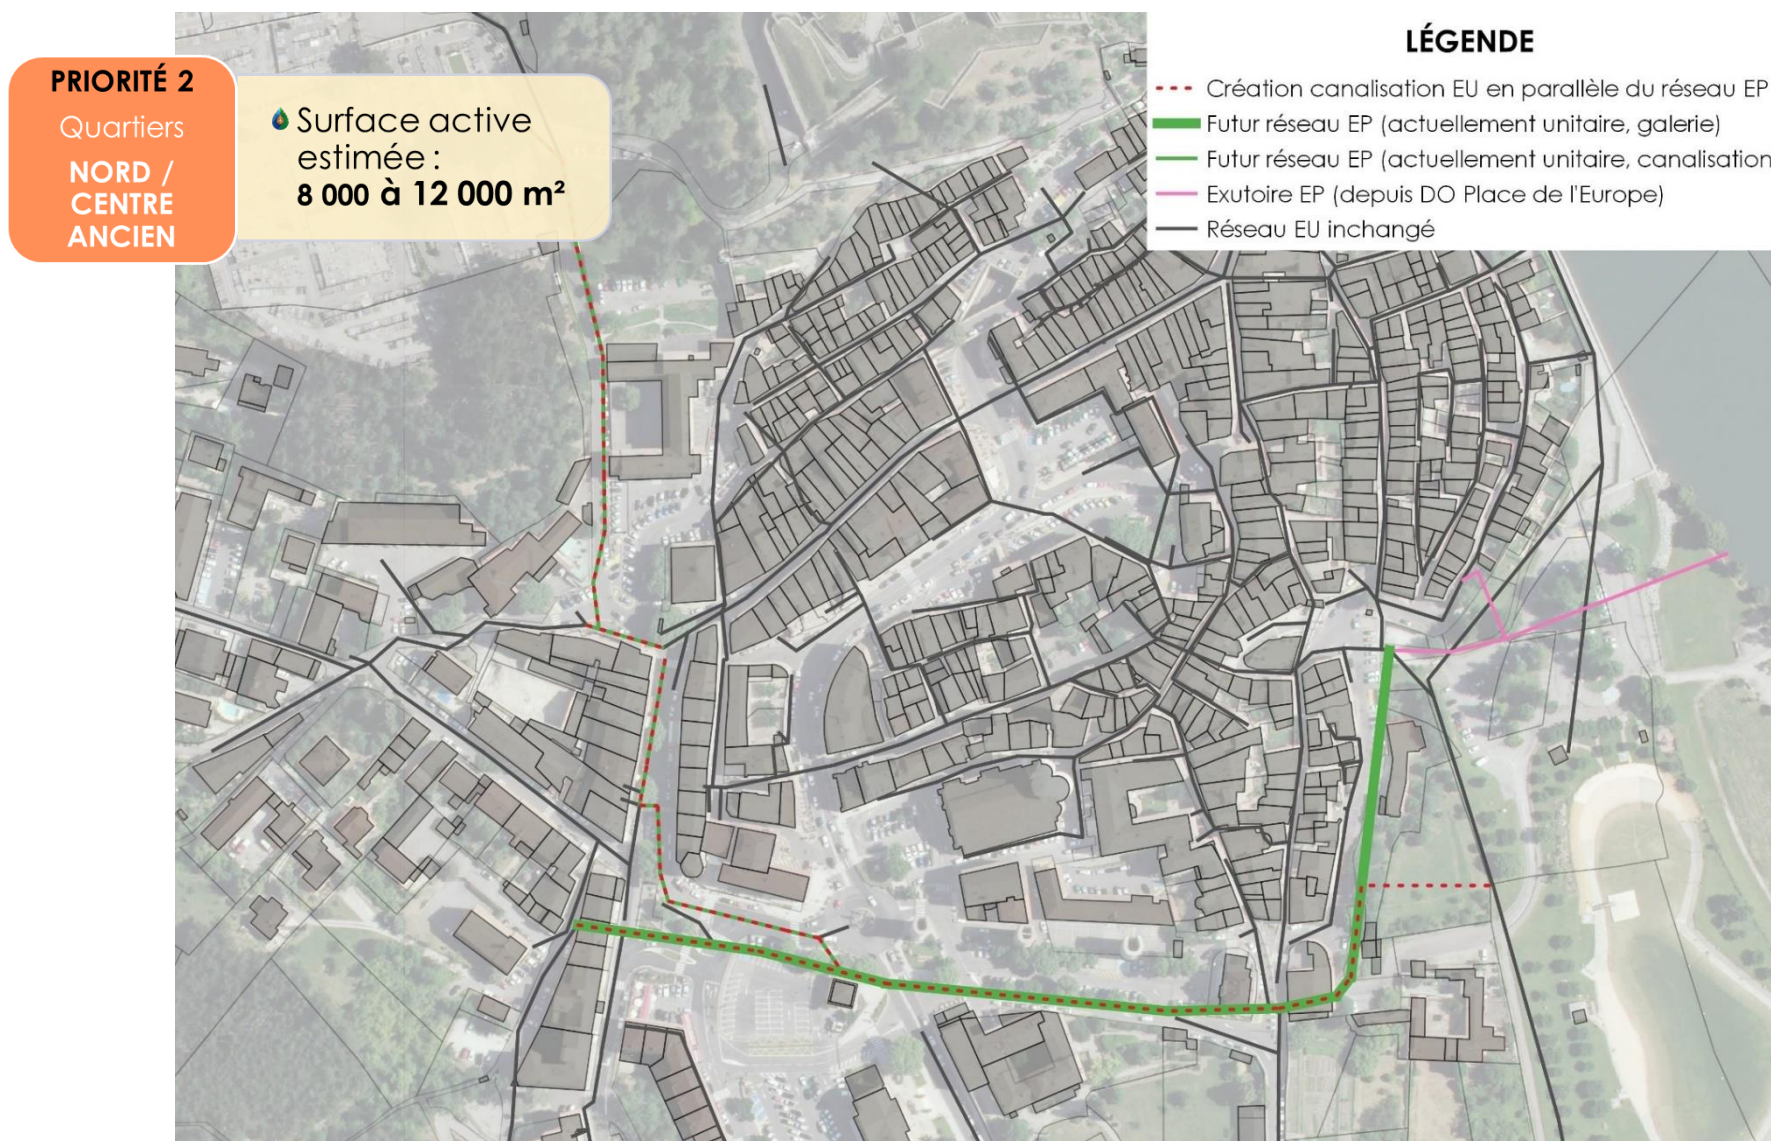 PRIORITÉ 2
Quartiers
NORD /
CENTRE
ANCIEN
Surface active
estimée :
8 000 à 12 000 m²
LÉGENDE
Création canalisation EU en parallèle du réseau EP
Futur réseau EP (actuellement unitaire, galerie)
Futur réseau EP (actuellement unitaire, canalisation
Exutoire EP (depuis DO Place de l'Europe)
Réseau EU inchangé